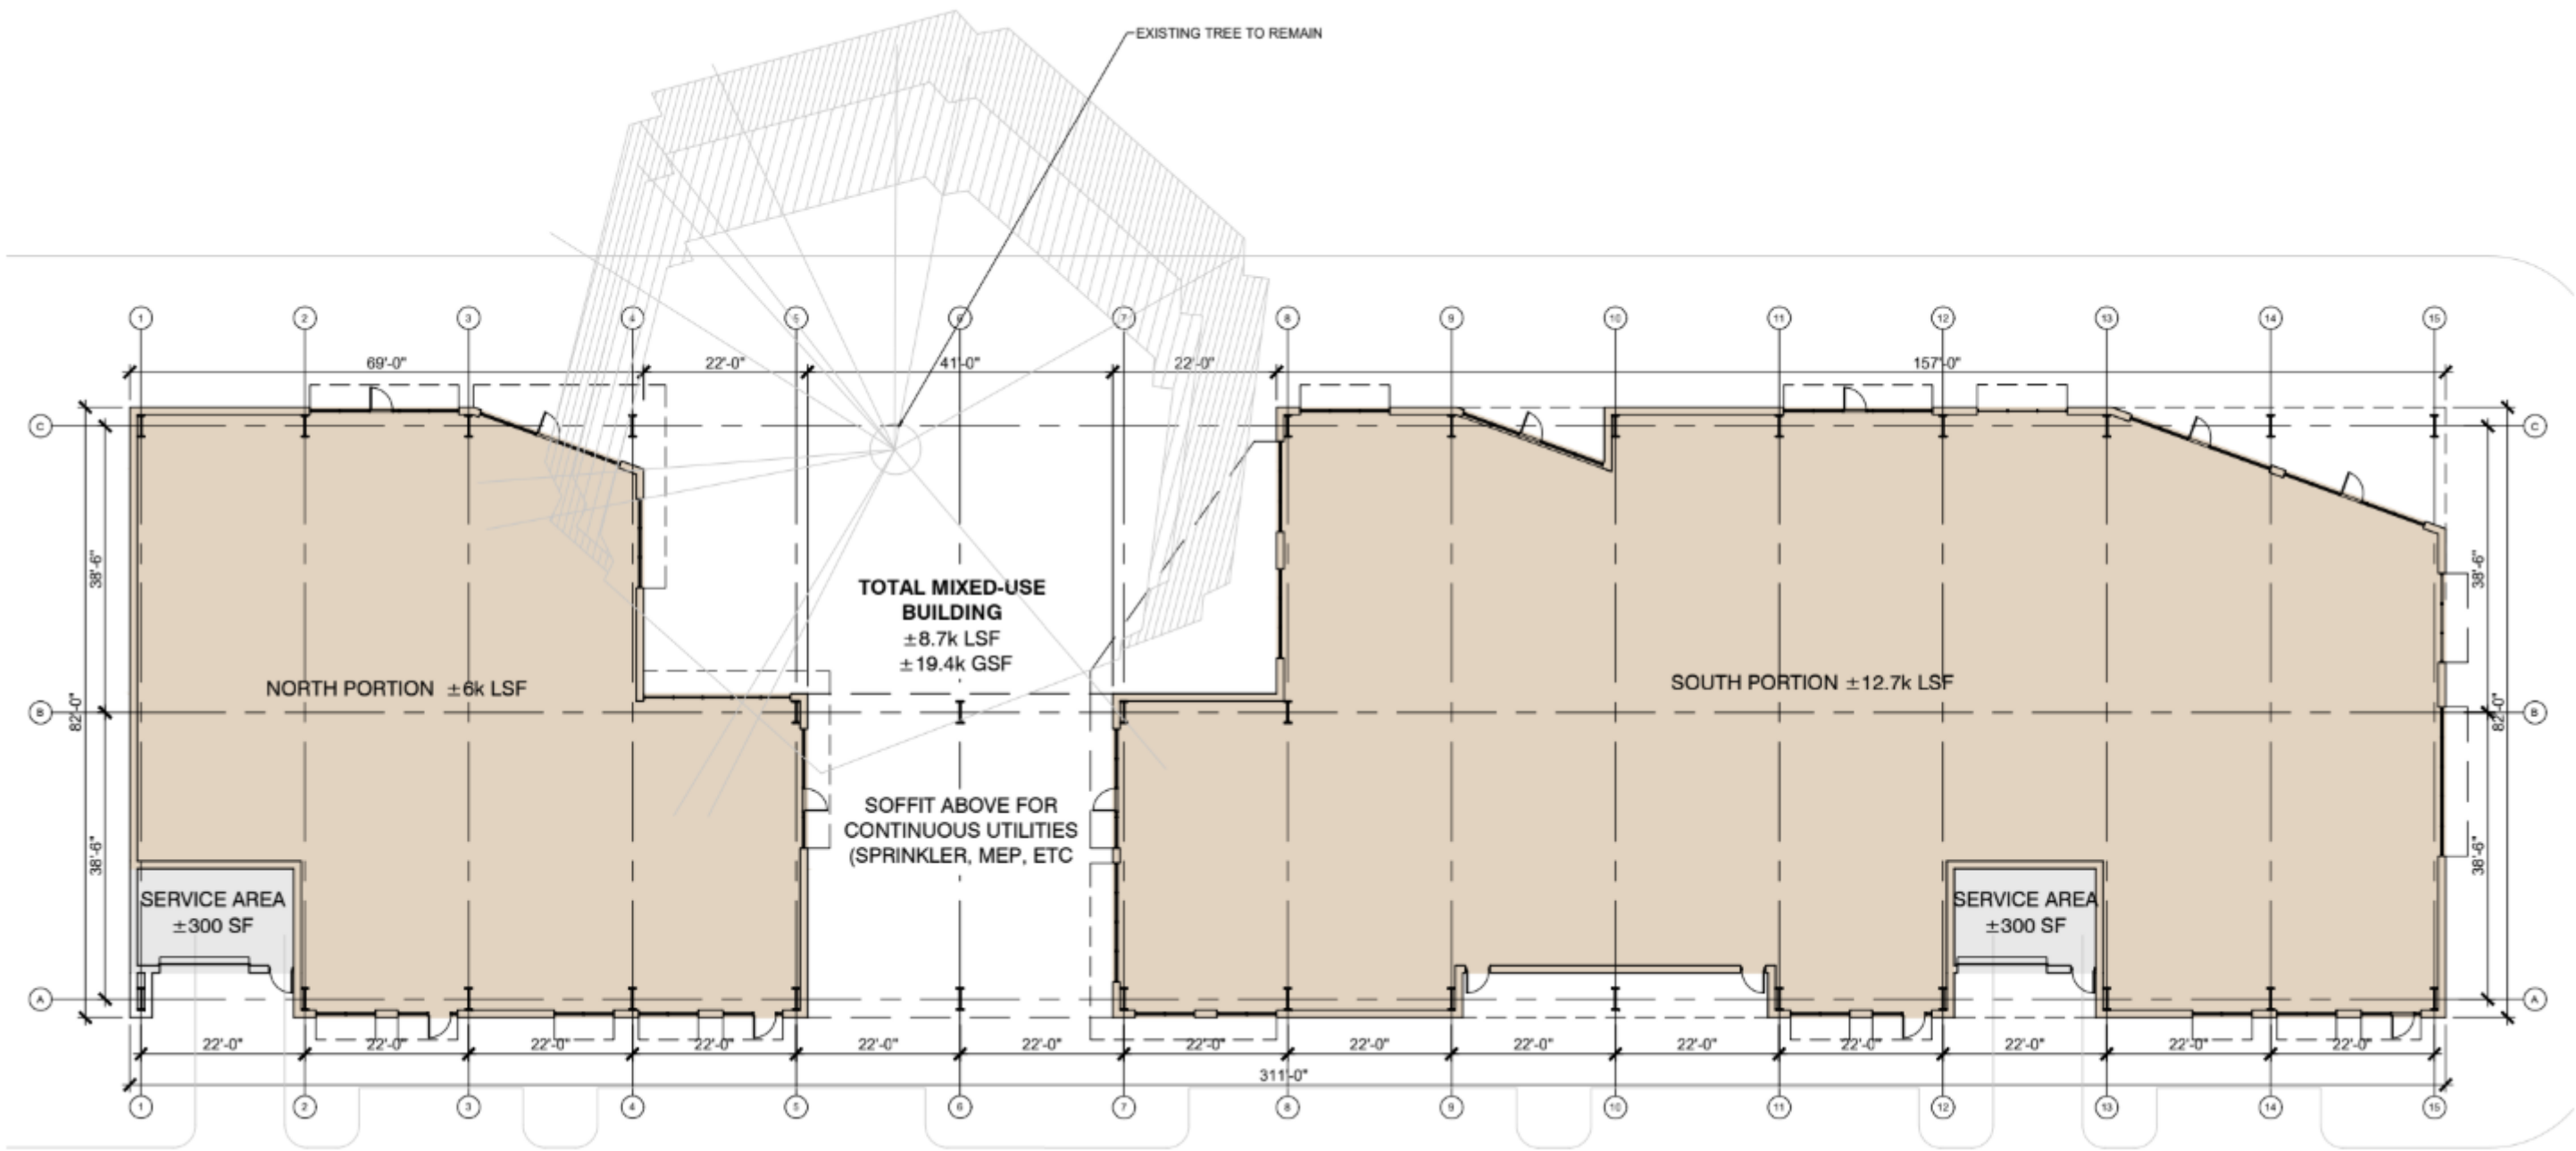 EXISTING TREE TO REMAIN
1 2 3 4 5 6 7 8 9 10 11 12 13 14 15
69'-0" 22'-0" 41'-0" 22'-0" 157'-0"
C
C
38'-6"
38'-6"
TOTAL MIXED-USE
BUILDING
±8.7k LSF
±19.4k GSF
NORTH PORTION ±6k LSF
SOUTH PORTION ±12.7k LSF
B
82'-0"
82'-0"
B
SOFFIT ABOVE FOR
CONTINUOUS UTILITIES
(SPRINKLER, MEP, ETC
38'-6"
38'-6"
SERVICE AREA
±300 SF
SERVICE AREA
±300 SF
A
A
22'-0" 22'-0" 22'-0" 22'-0" 22'-0" 22'-0" 22'-0" 22'-0" 22'-0" 22'-0" 22'-0" 22'-0" 22'-0" 22'-0"
311'-0"
1 2 3 4 5 6 7 8 9 10 11 12 13 14 15